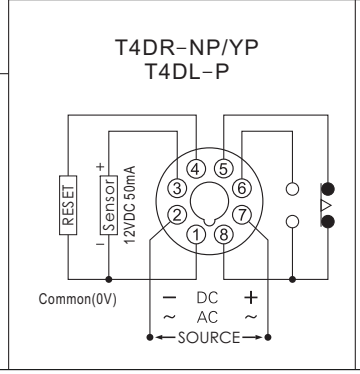 T4DR-NP/YP
T4DL-P
4 5
3 6
2 7
1 8
RESET
+
Sensor
−
12VDC 50mA
Common(0V)
− DC +
~ AC ~
SOURCE